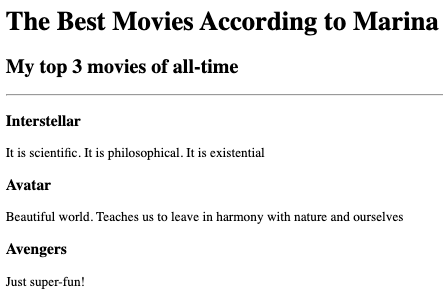 The Best Movies According to Marina
My top 3 movies of all-time
Interstellar
It is scientific. It is philosophical. It is existential
Avatar
Beautiful world. Teaches us to leave in harmony with nature and ourselves
Avengers
Just super-fun!